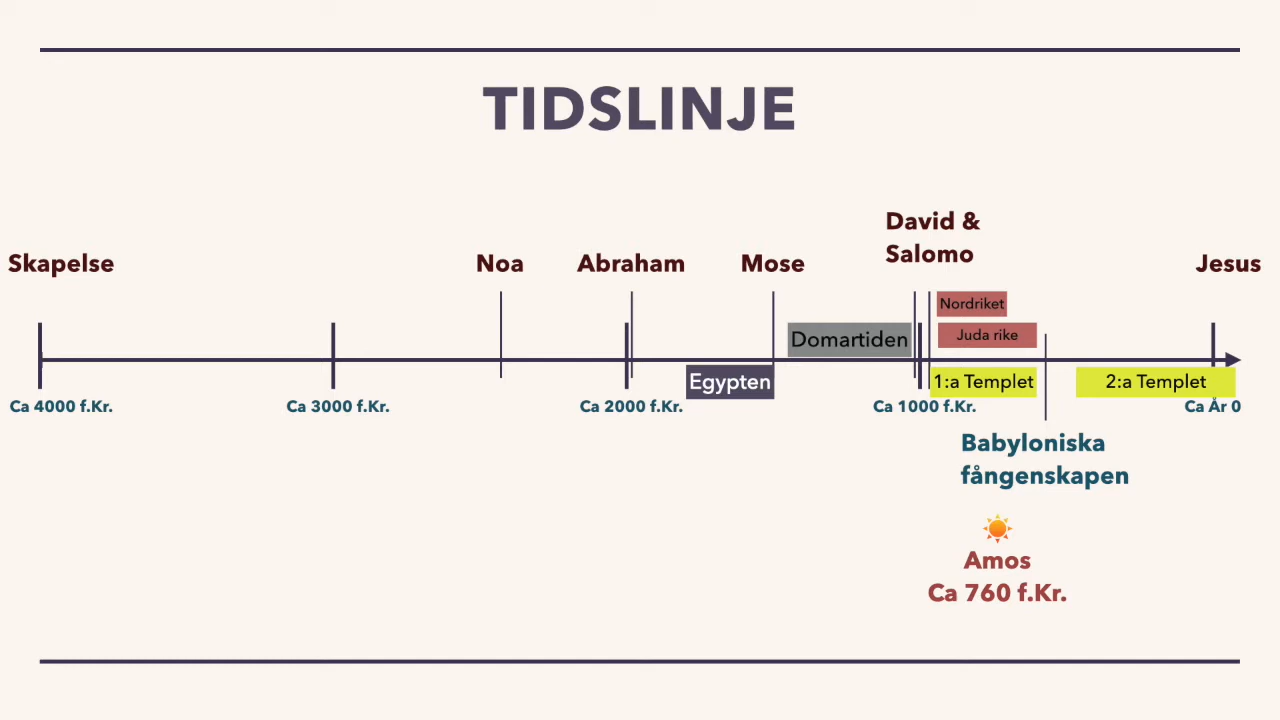 TIDSLINJE
David &
Salomo
Skapelse
Noa
Abraham
Mose
Jesus
Nordriket
Domartiden
Juda rike
Egypten
1:a Templet
2:a Templet
Ca 4000 f.Kr.
Ca 3000 f.Kr.
Ca 2000 f.Kr.
Ca 1000 f.Kr.
Ca År 0
Babyloniska
fångenskapen
Amos
Ca 760 f.Kr.